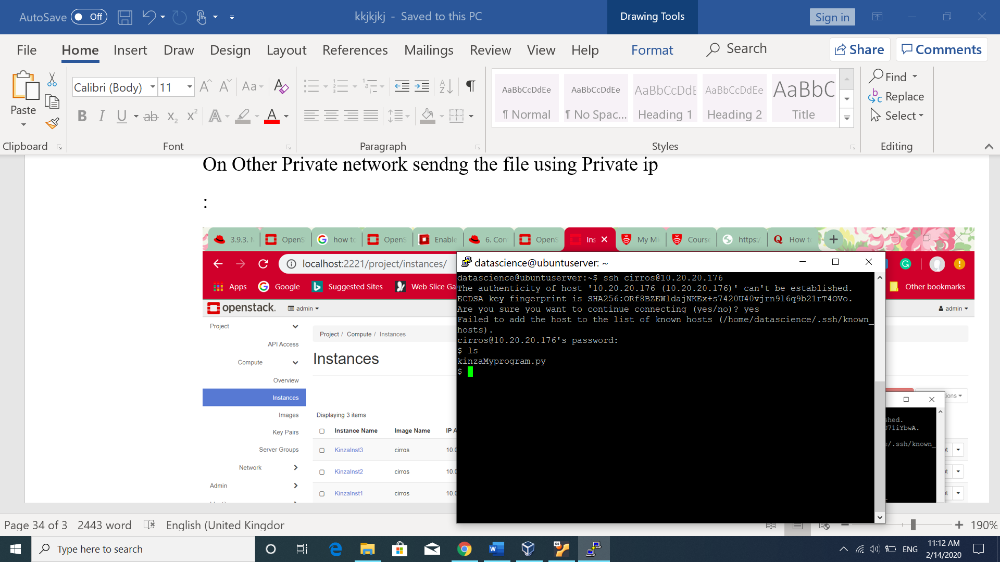 AutoSave Off kkjkjkj - Saved to this PC Drawing Tools Sign in
File Home Insert Draw Design Layout References Mailings Review View Help Format Search Share Comments
Paste
Clipboard
Calibri (Body) 11
Font
Paragraph
AaBbCcDdEe AaBbCcDdEe AaBbCcDdE AaBbCcDdEe AaBbC
¶ Normal ¶ No Spac... Heading 1 Heading 2 Title
Styles
Find
Replace
Select
Editing
On Other Private network sendng the file using Private ip
:
3.9.3. OpenS how to OpenS Enable 6. Con OpenS Ins My Mi Course https:/ How to
localhost:2221/project/instances/
Apps Google Suggested Sites Web Slice Ga Other bookmarks
openstack. admin admin
Project
API Access
Compute
Overview
Instances
Images
Key Pairs
Server Groups
Network
Admin
Project / Compute / Instances
Instances
Displaying 3 items
Instance Name Image Name IP A
KinzaInst3 cirros 10.0
KinzaInst2 cirros 10.0
KinzaInst1 cirros 10.0
datascience@ubuntuserver: ~
datascience@ubuntuserver:~$ ssh cirros@10.20.20.176
The authenticity of host '10.20.20.176 (10.20.20.176)' can't be established.
ECDSA key fingerprint is SHA256:ORf8BZEWldajNKEx+s7420U40vjrn9l6q9b21rT4OVo.
Are you sure you want to continue connecting (yes/no)? yes
Failed to add the host to the list of known hosts (/home/datascience/.ssh/known_
hosts).
cirros@10.20.20.176's password:
$ ls
kinzaMyprogram.py
$
ions
shed.
J71iYbwA.
e/.ssh/known_
Page 34 of 3 2443 word English (United Kingdor 190%
Type here to search ENG 11:12 AM
2/14/2020